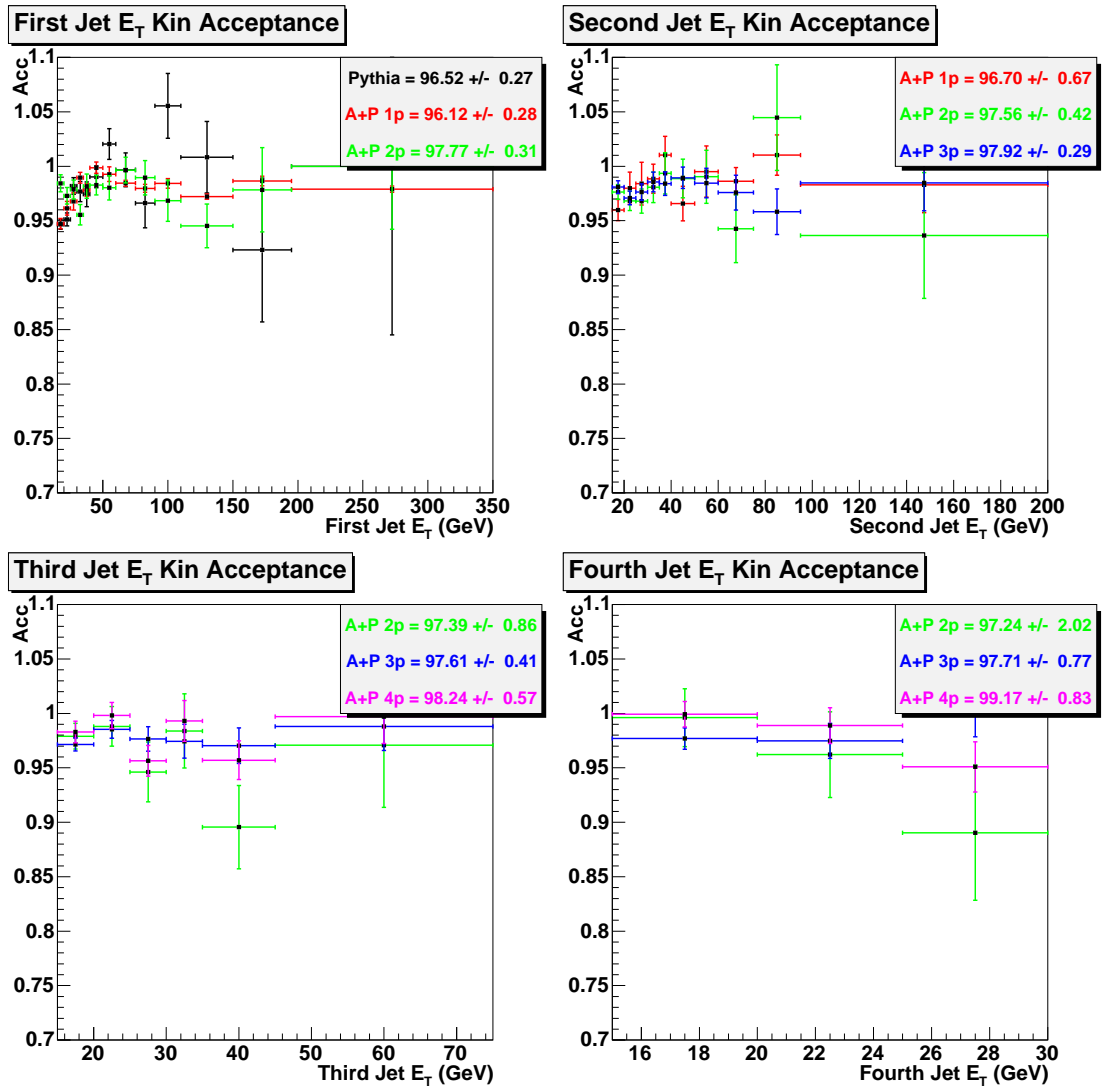 First Jet E_T Kin Acceptance
Acc
1.1
1.05
1
0.95
0.9
0.85
0.8
0.75
0.7
Pythia = 96.52 +/- 0.27
A+P 1p = 96.12 +/- 0.28
A+P 2p = 97.77 +/- 0.31
50 100 150 200 250 300 350
First Jet E_T (GeV)
Second Jet E_T Kin Acceptance
Acc
1.1
1.05
1
0.95
0.9
0.85
0.8
0.75
0.7
A+P 1p = 96.70 +/- 0.67
A+P 2p = 97.56 +/- 0.42
A+P 3p = 97.92 +/- 0.29
20 40 60 80 100 120 140 160 180 200
Second Jet E_T (GeV)
Third Jet E_T Kin Acceptance
Acc
1.1
1.05
1
0.95
0.9
0.85
0.8
0.75
0.7
A+P 2p = 97.39 +/- 0.86
A+P 3p = 97.61 +/- 0.41
A+P 4p = 98.24 +/- 0.57
20 30 40 50 60 70
Third Jet E_T (GeV)
Fourth Jet E_T Kin Acceptance
Acc
1.1
1.05
1
0.95
0.9
0.85
0.8
0.75
0.7
A+P 2p = 97.24 +/- 2.02
A+P 3p = 97.71 +/- 0.77
A+P 4p = 99.17 +/- 0.83
16 18 20 22 24 26 28 30
Fourth Jet E_T (GeV)